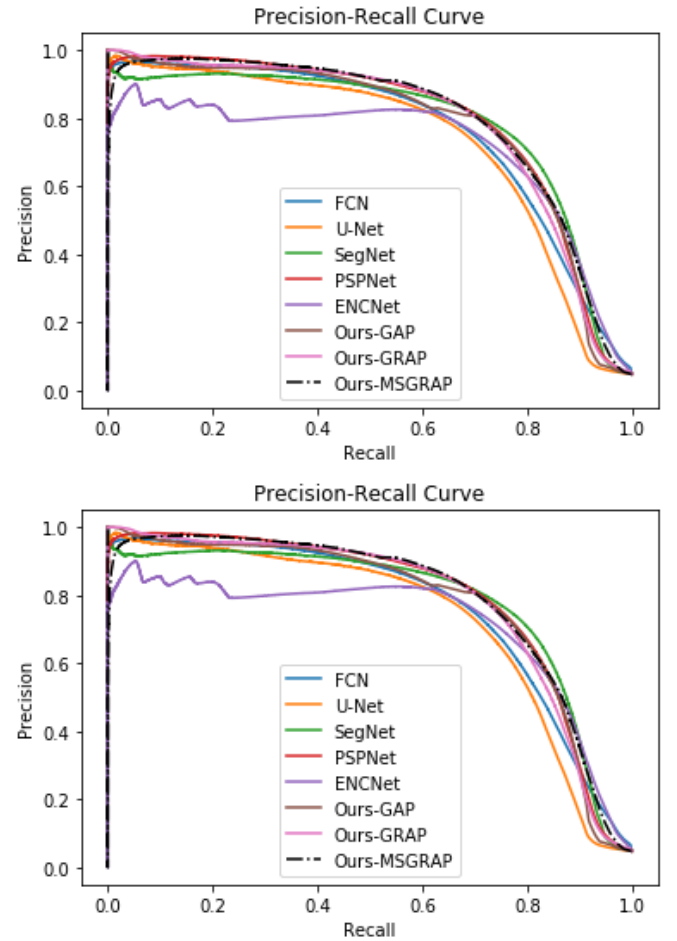 Precision-Recall Curve
1.0
0.8
0.6
0.4
0.2
0.0
Precision
FCN
U-Net
SegNet
PSPNet
ENCNet
Ours-GAP
Ours-GRAP
Ours-MSGRAP
0.0 0.2 0.4 0.6 0.8 1.0
Recall
Precision-Recall Curve
1.0
0.8
0.6
0.4
0.2
0.0
Precision
FCN
U-Net
SegNet
PSPNet
ENCNet
Ours-GAP
Ours-GRAP
Ours-MSGRAP
0.0 0.2 0.4 0.6 0.8 1.0
Recall